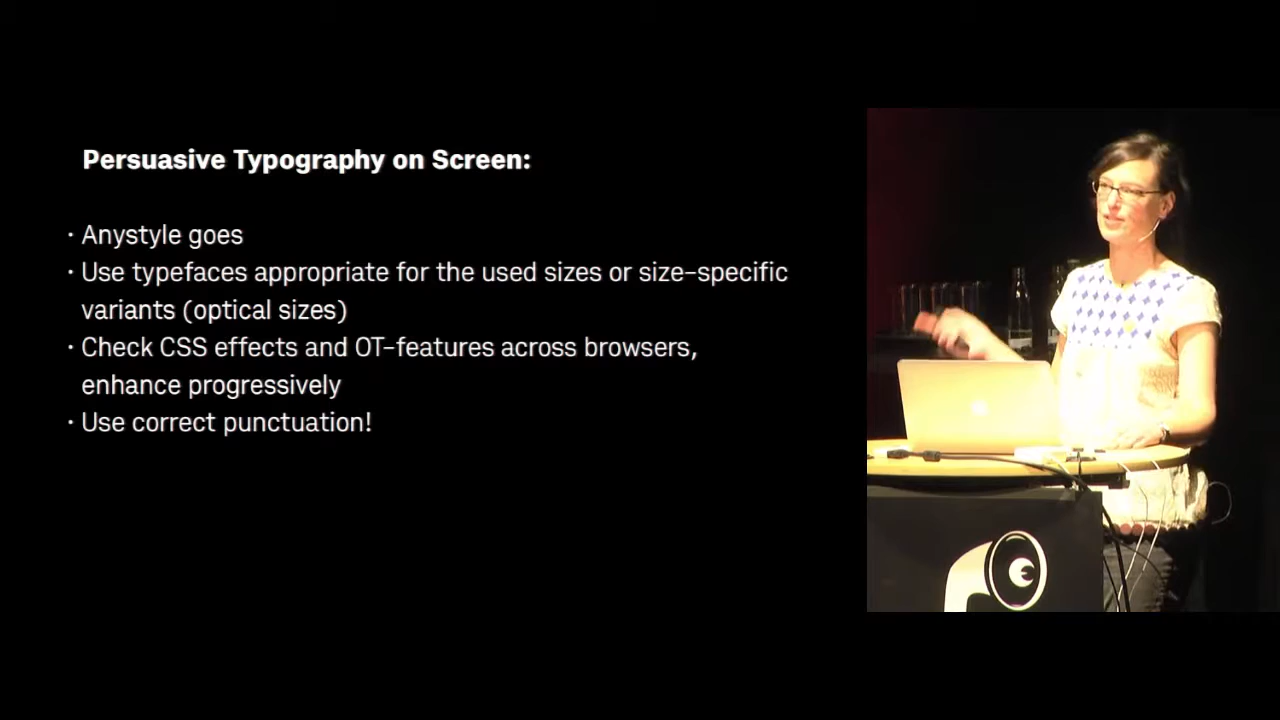 Persuasive Typography on Screen:
· Anystyle goes
· Use typefaces appropriate for the used sizes or size-specific
variants (optical sizes)
· Check CSS effects and OT-features across browsers,
enhance progressively
· Use correct punctuation!